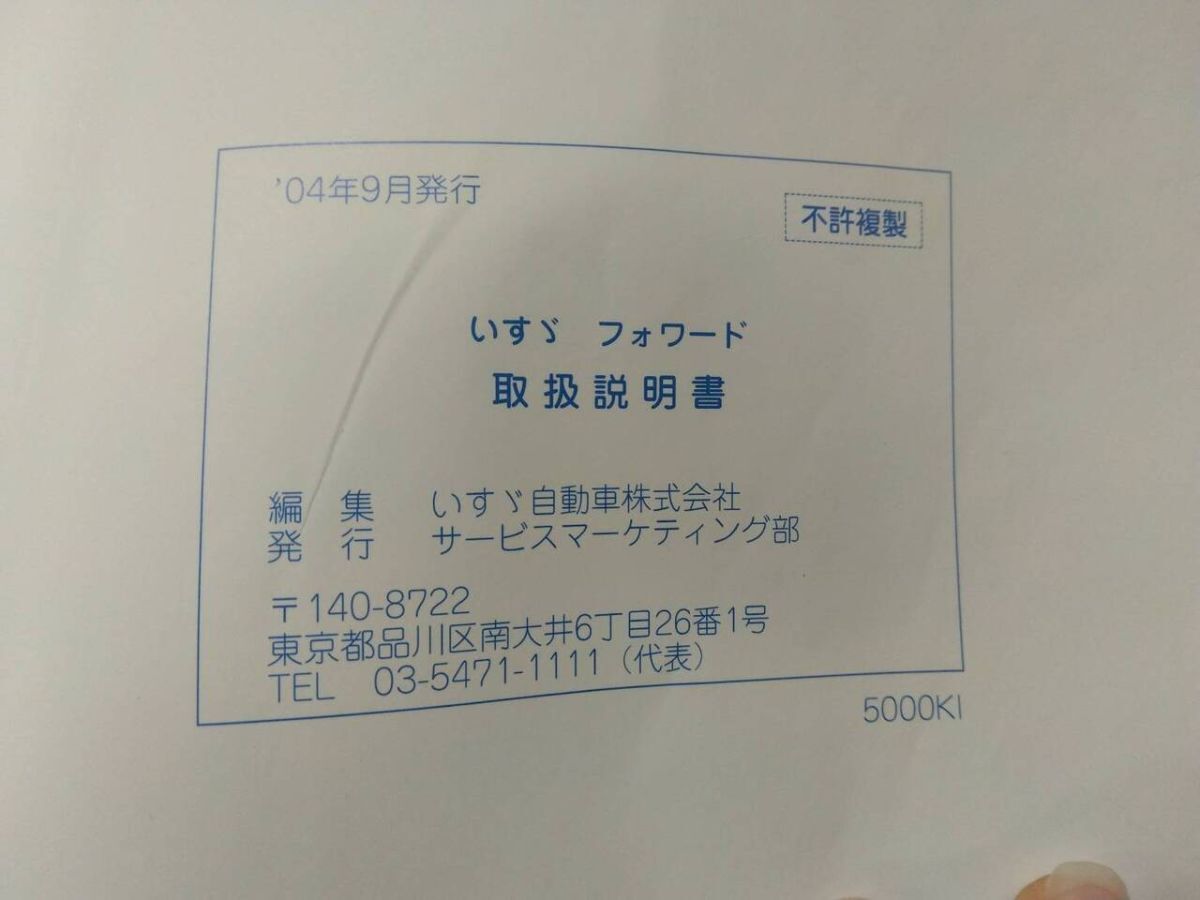 '04年9月発行
不許複製
いすゞ フォワード
取扱説明書
編 集 いすゞ自動車株式会社
発 行 サービスマーケティング部
〒140-8722
東京都品川区南大井6丁目26番1号
TEL 03-5471-1111（代表）
5000KI